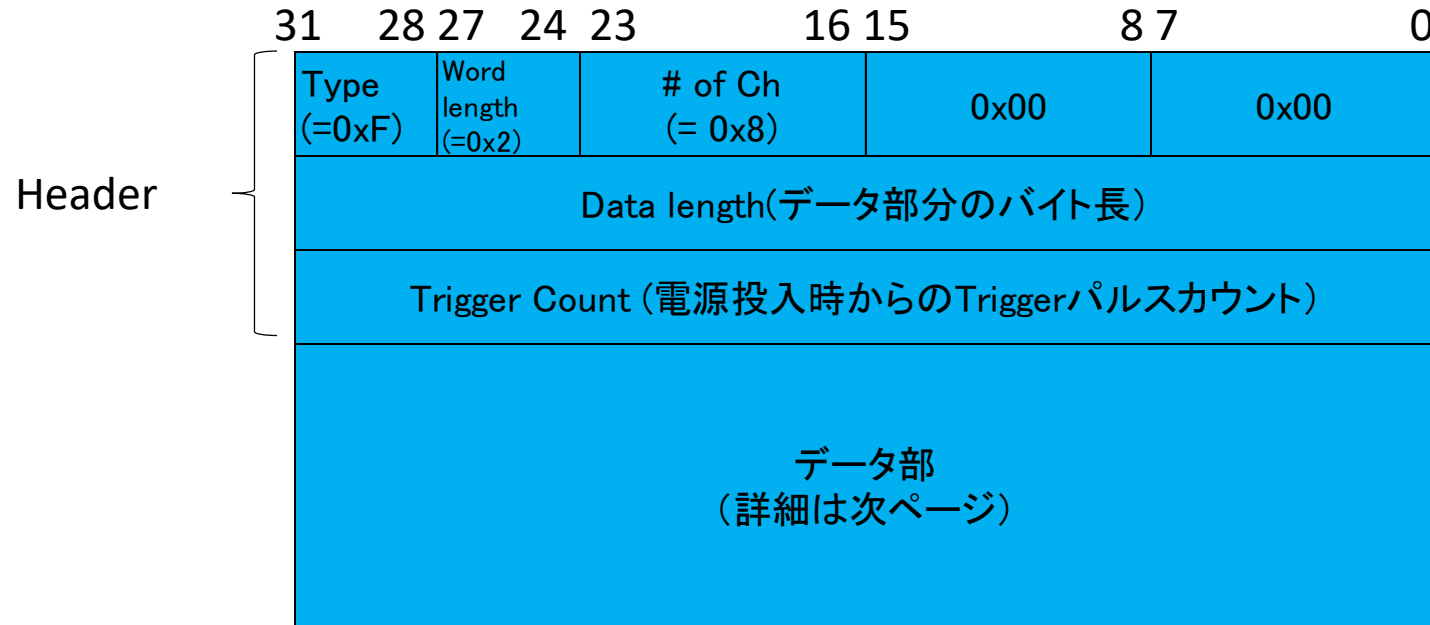 31 28 27 24 23 16 15 8 7 0
Type
(=0xF)
Word
length
(=0x2)
# of Ch
(= 0x8)
0x00
0x00
Header
Data length(データ部分のバイト長)
Trigger Count (電源投入時からのTriggerパルスカウント)
データ部
(詳細は次ページ)